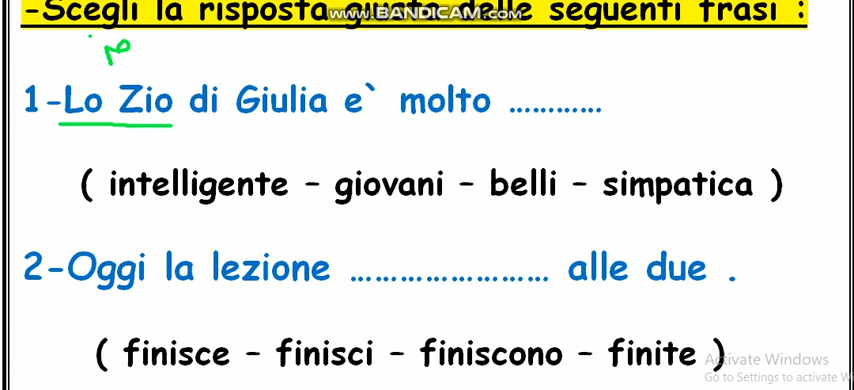 -Scegli la risposta giusta delle seguenti frasi :
www.BANDICAM.com
م
1-Lo Zio di Giulia e` molto ............
( intelligente - giovani - belli - simpatica )
2-Oggi la lezione ........................ alle due .
( finisce - finisci - finiscono - finite )
Activate Windows
Go to Settings to activate W